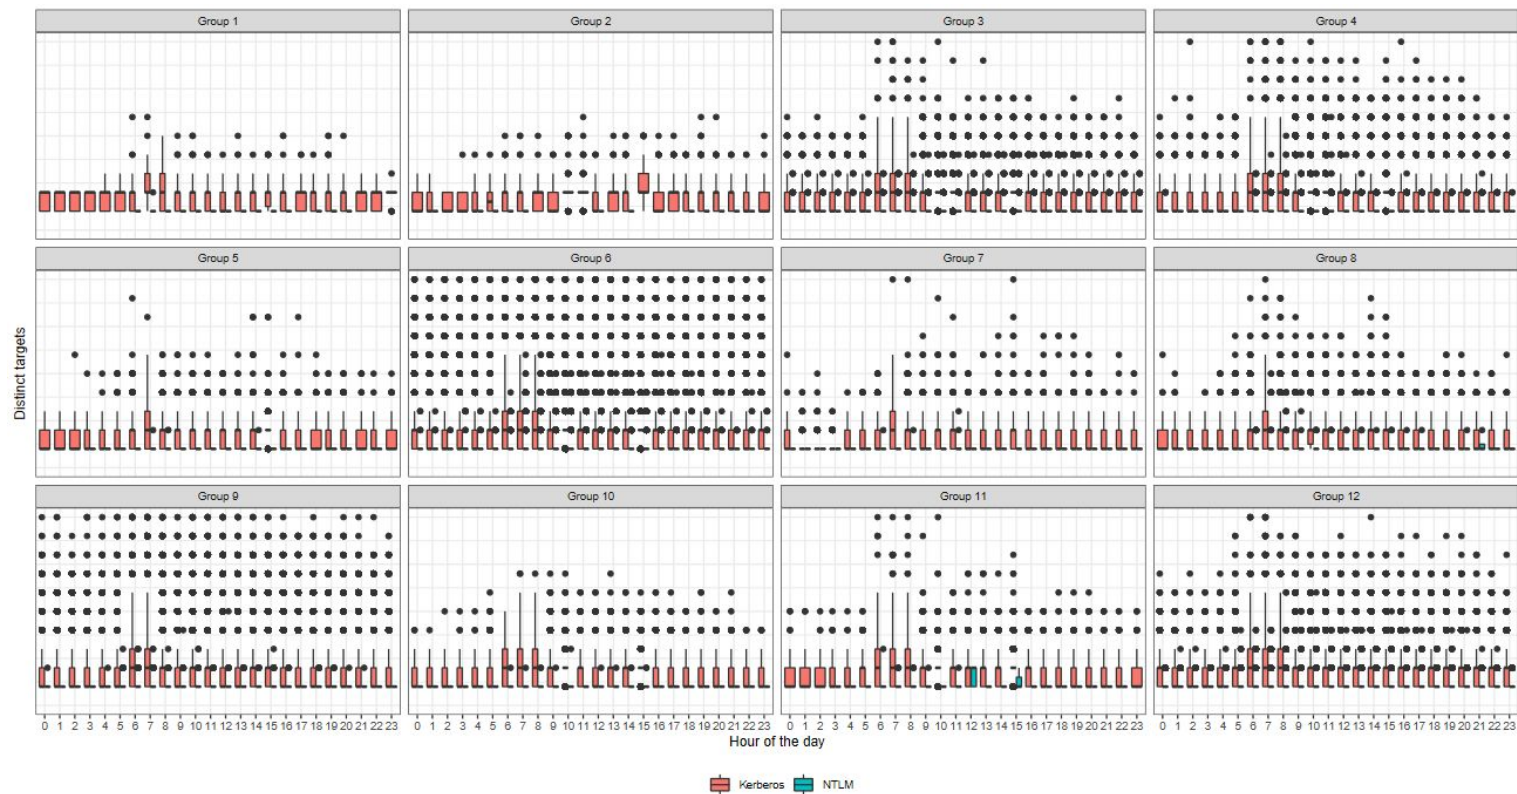 Group 1 Group 2 Group 3 Group 4
Group 5 Group 6 Group 7 Group 8
Distinct targets
Group 9 Group 10 Group 11 Group 12
0 1 2 3 4 5 6 7 8 9 10 11 12 13 14 15 16 17 18 19 20 21 22 23 0 1 2 3 4 5 6 7 8 9 10 11 12 13 14 15 16 17 18 19 20 21 22 23 0 1 2 3 4 5 6 7 8 9 10 11 12 13 14 15 16 17 18 19 20 21 22 23 0 1 2 3 4 5 6 7 8 9 10 11 12 13 14 15 16 17 18 19 20 21 22 23
Hour of the day
Kerberos NTLM